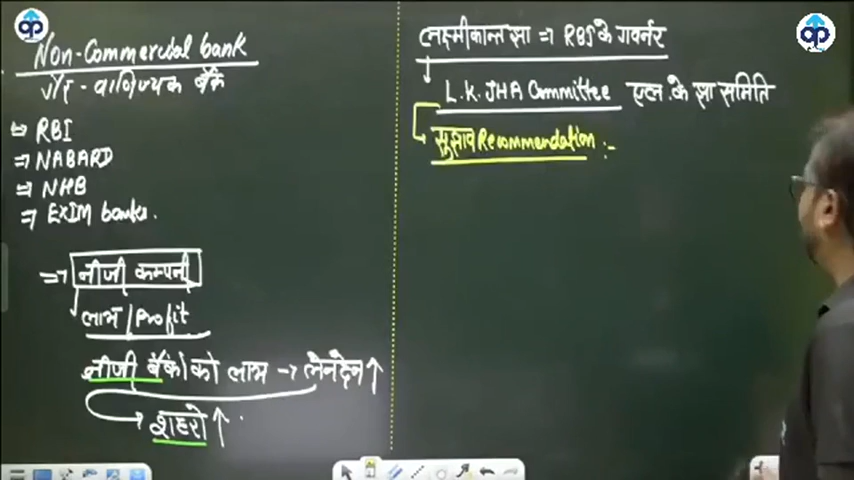 Non-Commercial bank
गैर - वाणिज्यक बैंक
⇒ RBI
⇒ NABARD
⇒ NHB
⇒ EXIM banks.
⇒ नीजी कम्पनी
लाभ/Profit
नीजी बैंको को लाभ → लेनदेन ↑
शहरो ↑
लक्ष्मीकान्त झा ⇒ RBI के गवर्नर
L.K.JHA Committee एल.के झा समिति
सुझाव Recommendation :-